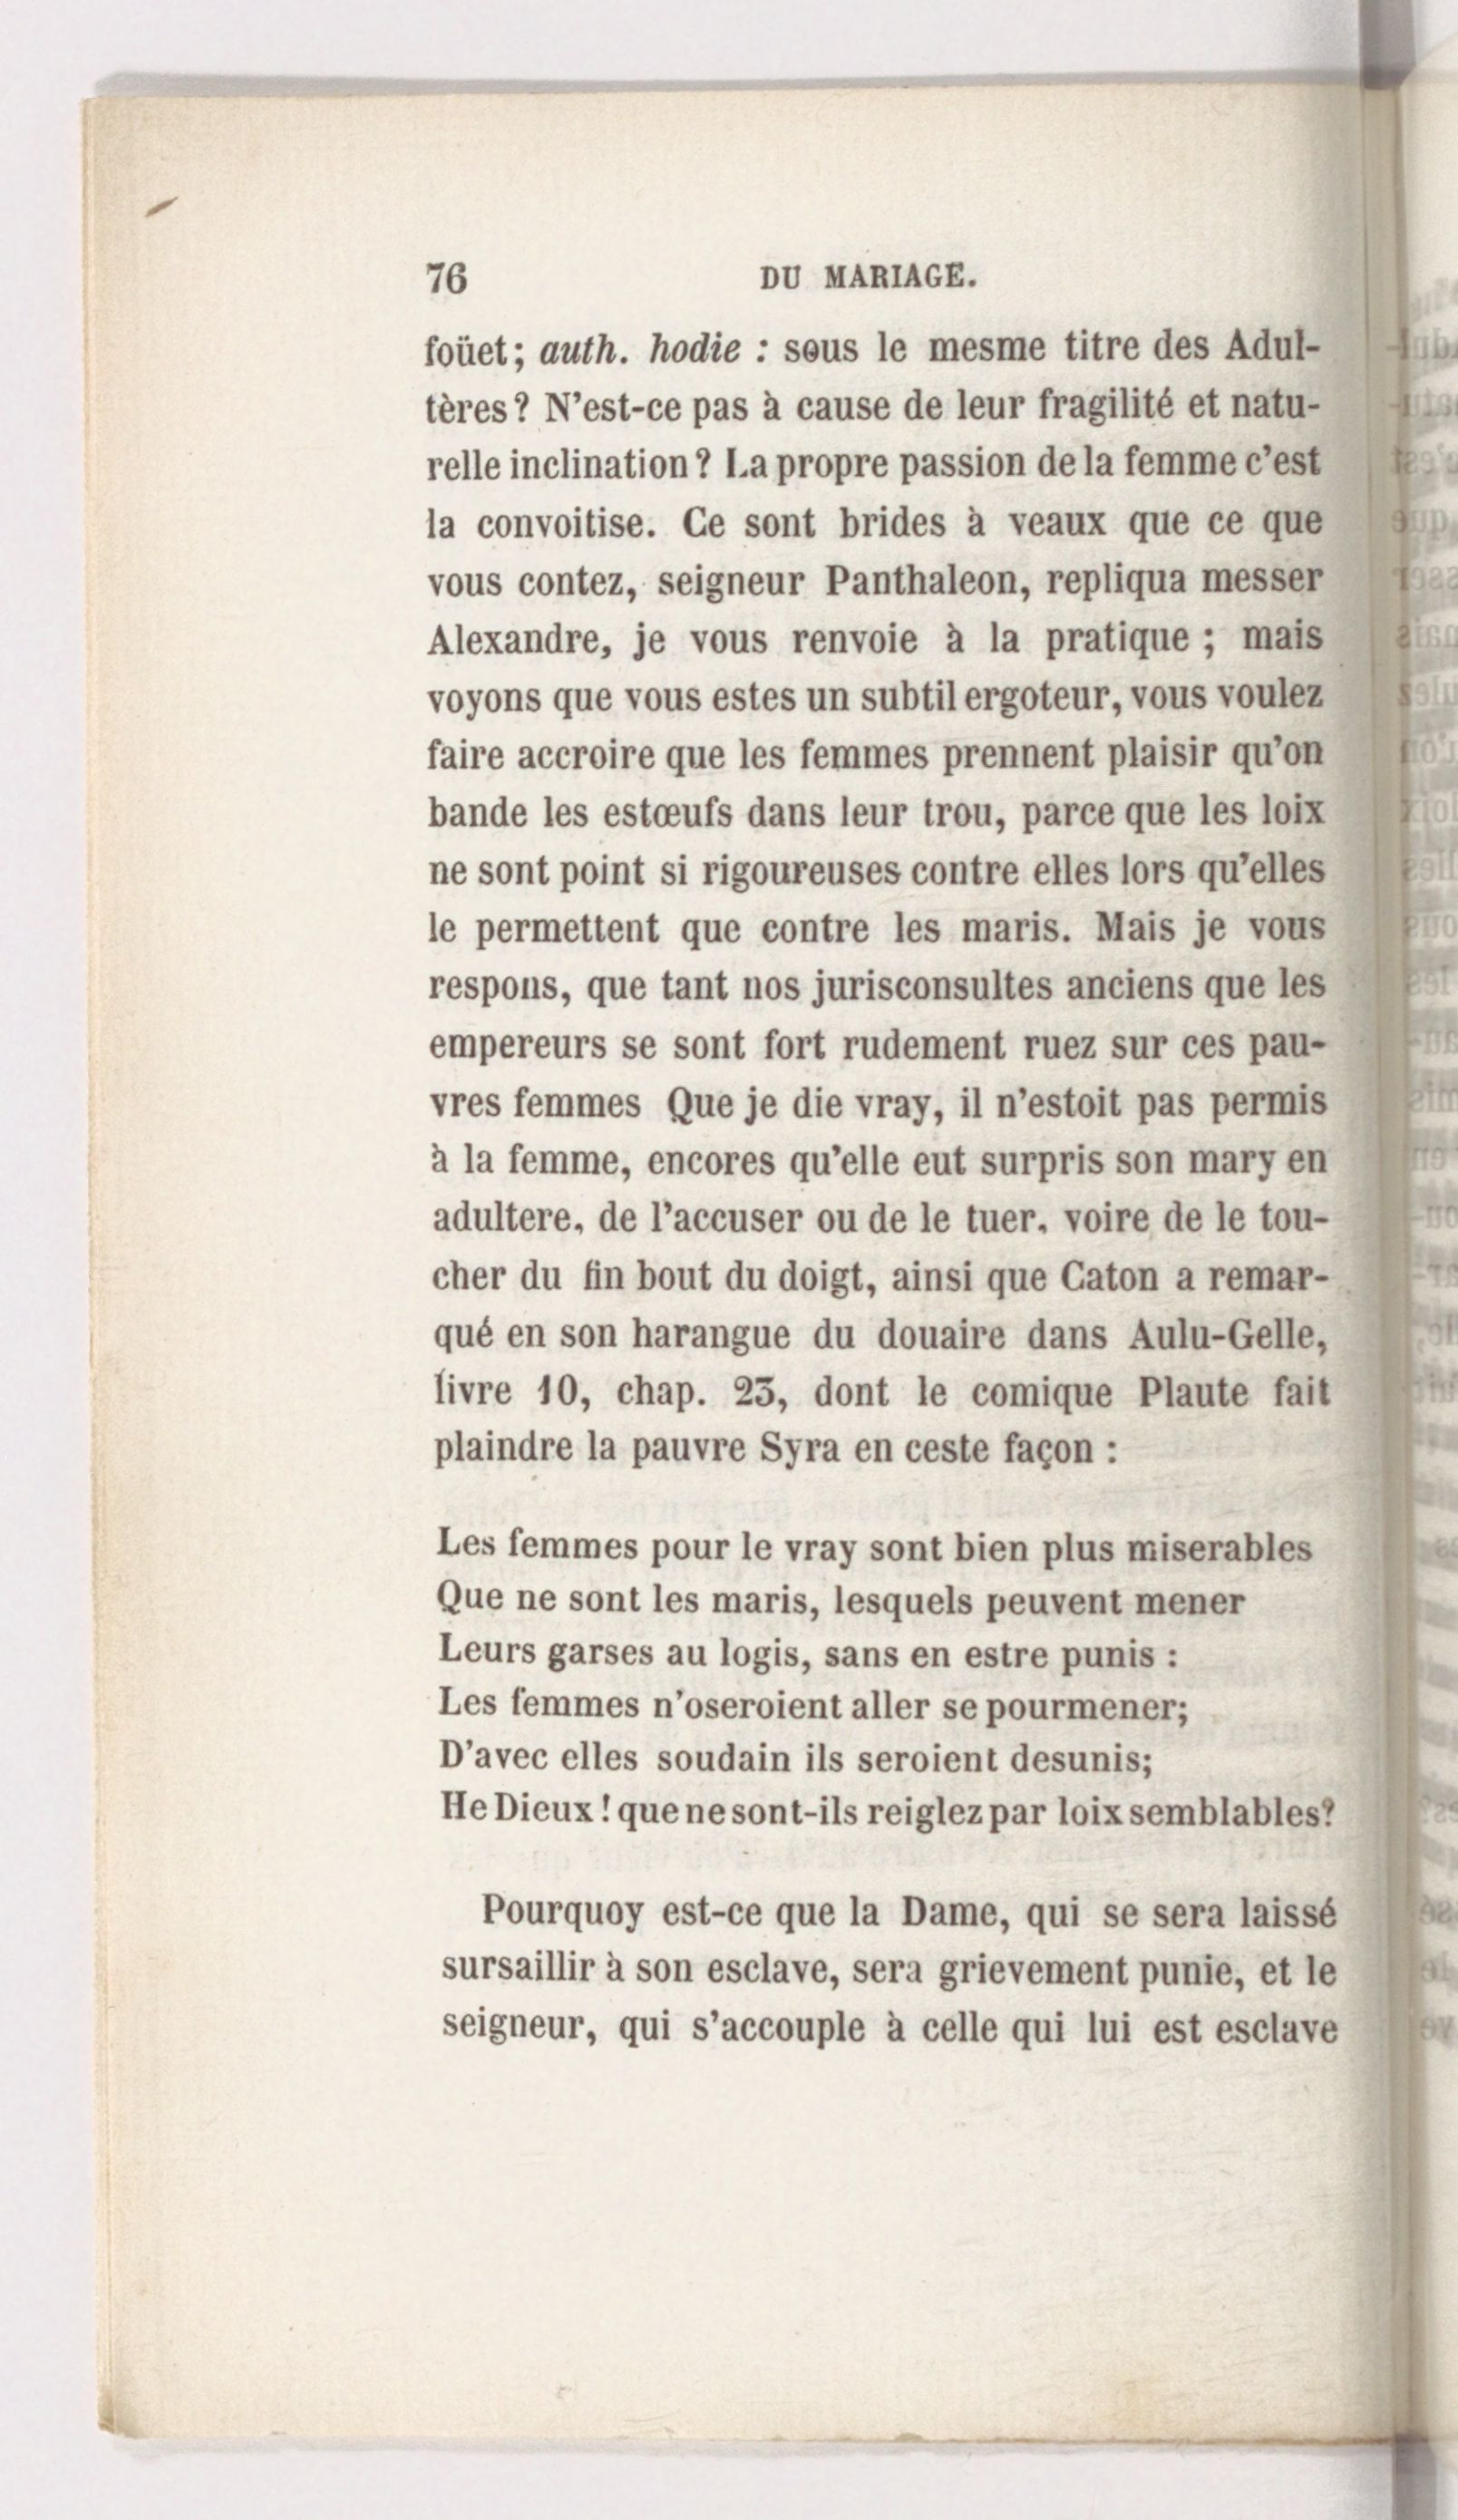 76 DU MARIAGE.
foüet; auth. hodie : sous le mesme titre des Adul-
tères? N'est-ce pas à cause de leur fragilité et natu-
relle inclination? La propre passion de la femme c'est
la convoitise. Ce sont brides à veaux que ce que
vous contez, seigneur Panthaleon, repliqua messer
Alexandre, je vous renvoie à la pratique ; mais
voyons que vous estes un subtil ergoteur, vous voulez
faire accroire que les femmes prennent plaisir qu'on
bande les estœufs dans leur trou, parce que les loix
ne sont point si rigoureuses contre elles lors qu'elles
le permettent que contre les maris. Mais je vous
respons, que tant nos jurisconsultes anciens que les
empereurs se sont fort rudement ruez sur ces pau-
vres femmes Que je die vray, il n'estoit pas permis
à la femme, encores qu'elle eut surpris son mary en
adultere, de l'accuser ou de le tuer, voire de le tou-
cher du fin bout du doigt, ainsi que Caton a remar-
qué en son harangue du douaire dans Aulu-Gelle,
livre 10, chap. 23, dont le comique Plaute fait
plaindre la pauvre Syra en ceste façon :
Les femmes pour le vray sont bien plus miserables
Que ne sont les maris, lesquels peuvent mener
Leurs garses au logis, sans en estre punis :
Les femmes n'oseroient aller se pourmener;
D'avec elles soudain ils seroient desunis;
He Dieux ! que ne sont-ils reiglez par loix semblables?
Pourquoy est-ce que la Dame, qui se sera laissé
sursaillir à son esclave, sera grievement punie, et le
seigneur, qui s'accouple à celle qui lui est esclave